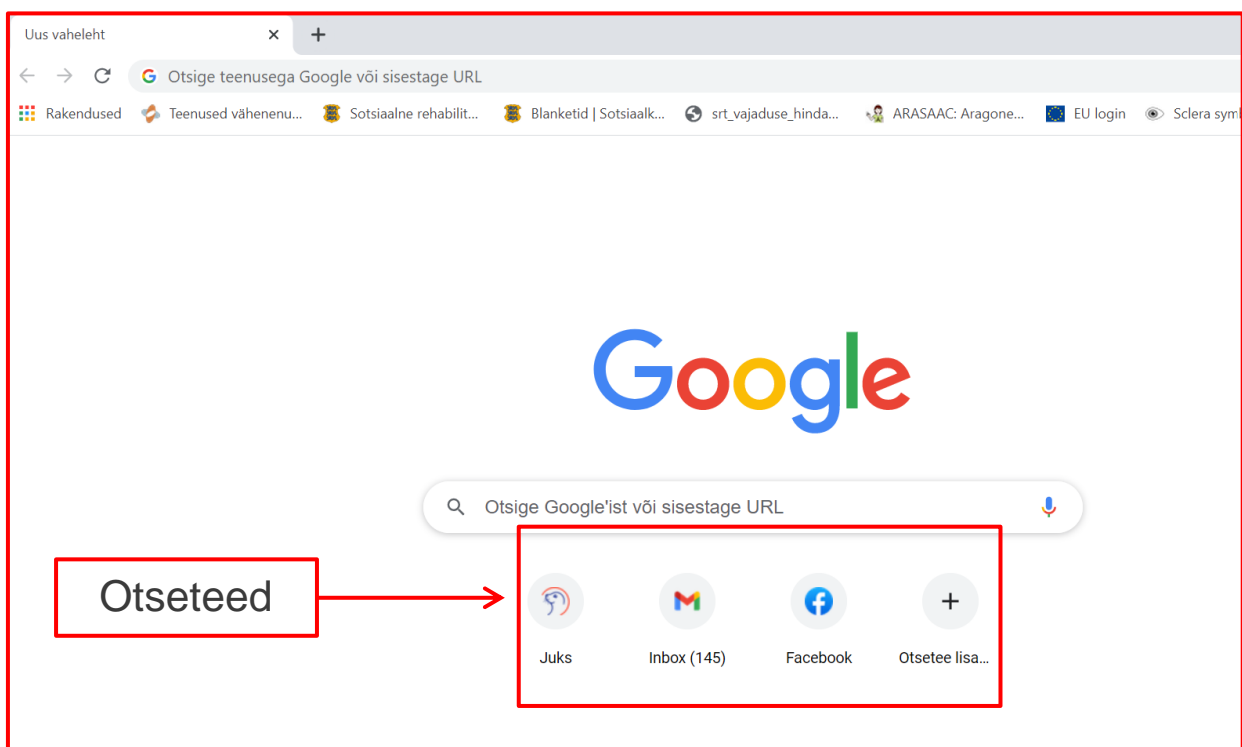 Uus vaheleht
Otsige teenusega Google või sisestage URL
Rakendused Teenused vähenenu... Sotsiaalne rehabilit... Blanketid | Sotsiaalk... srt_vajaduse_hinda... ARASAAC: Aragone... EU login Sclera sym
Google
Otsige Google'ist või sisestage URL
Otseteed
Juks Inbox (145) Facebook Otsetee lisa...